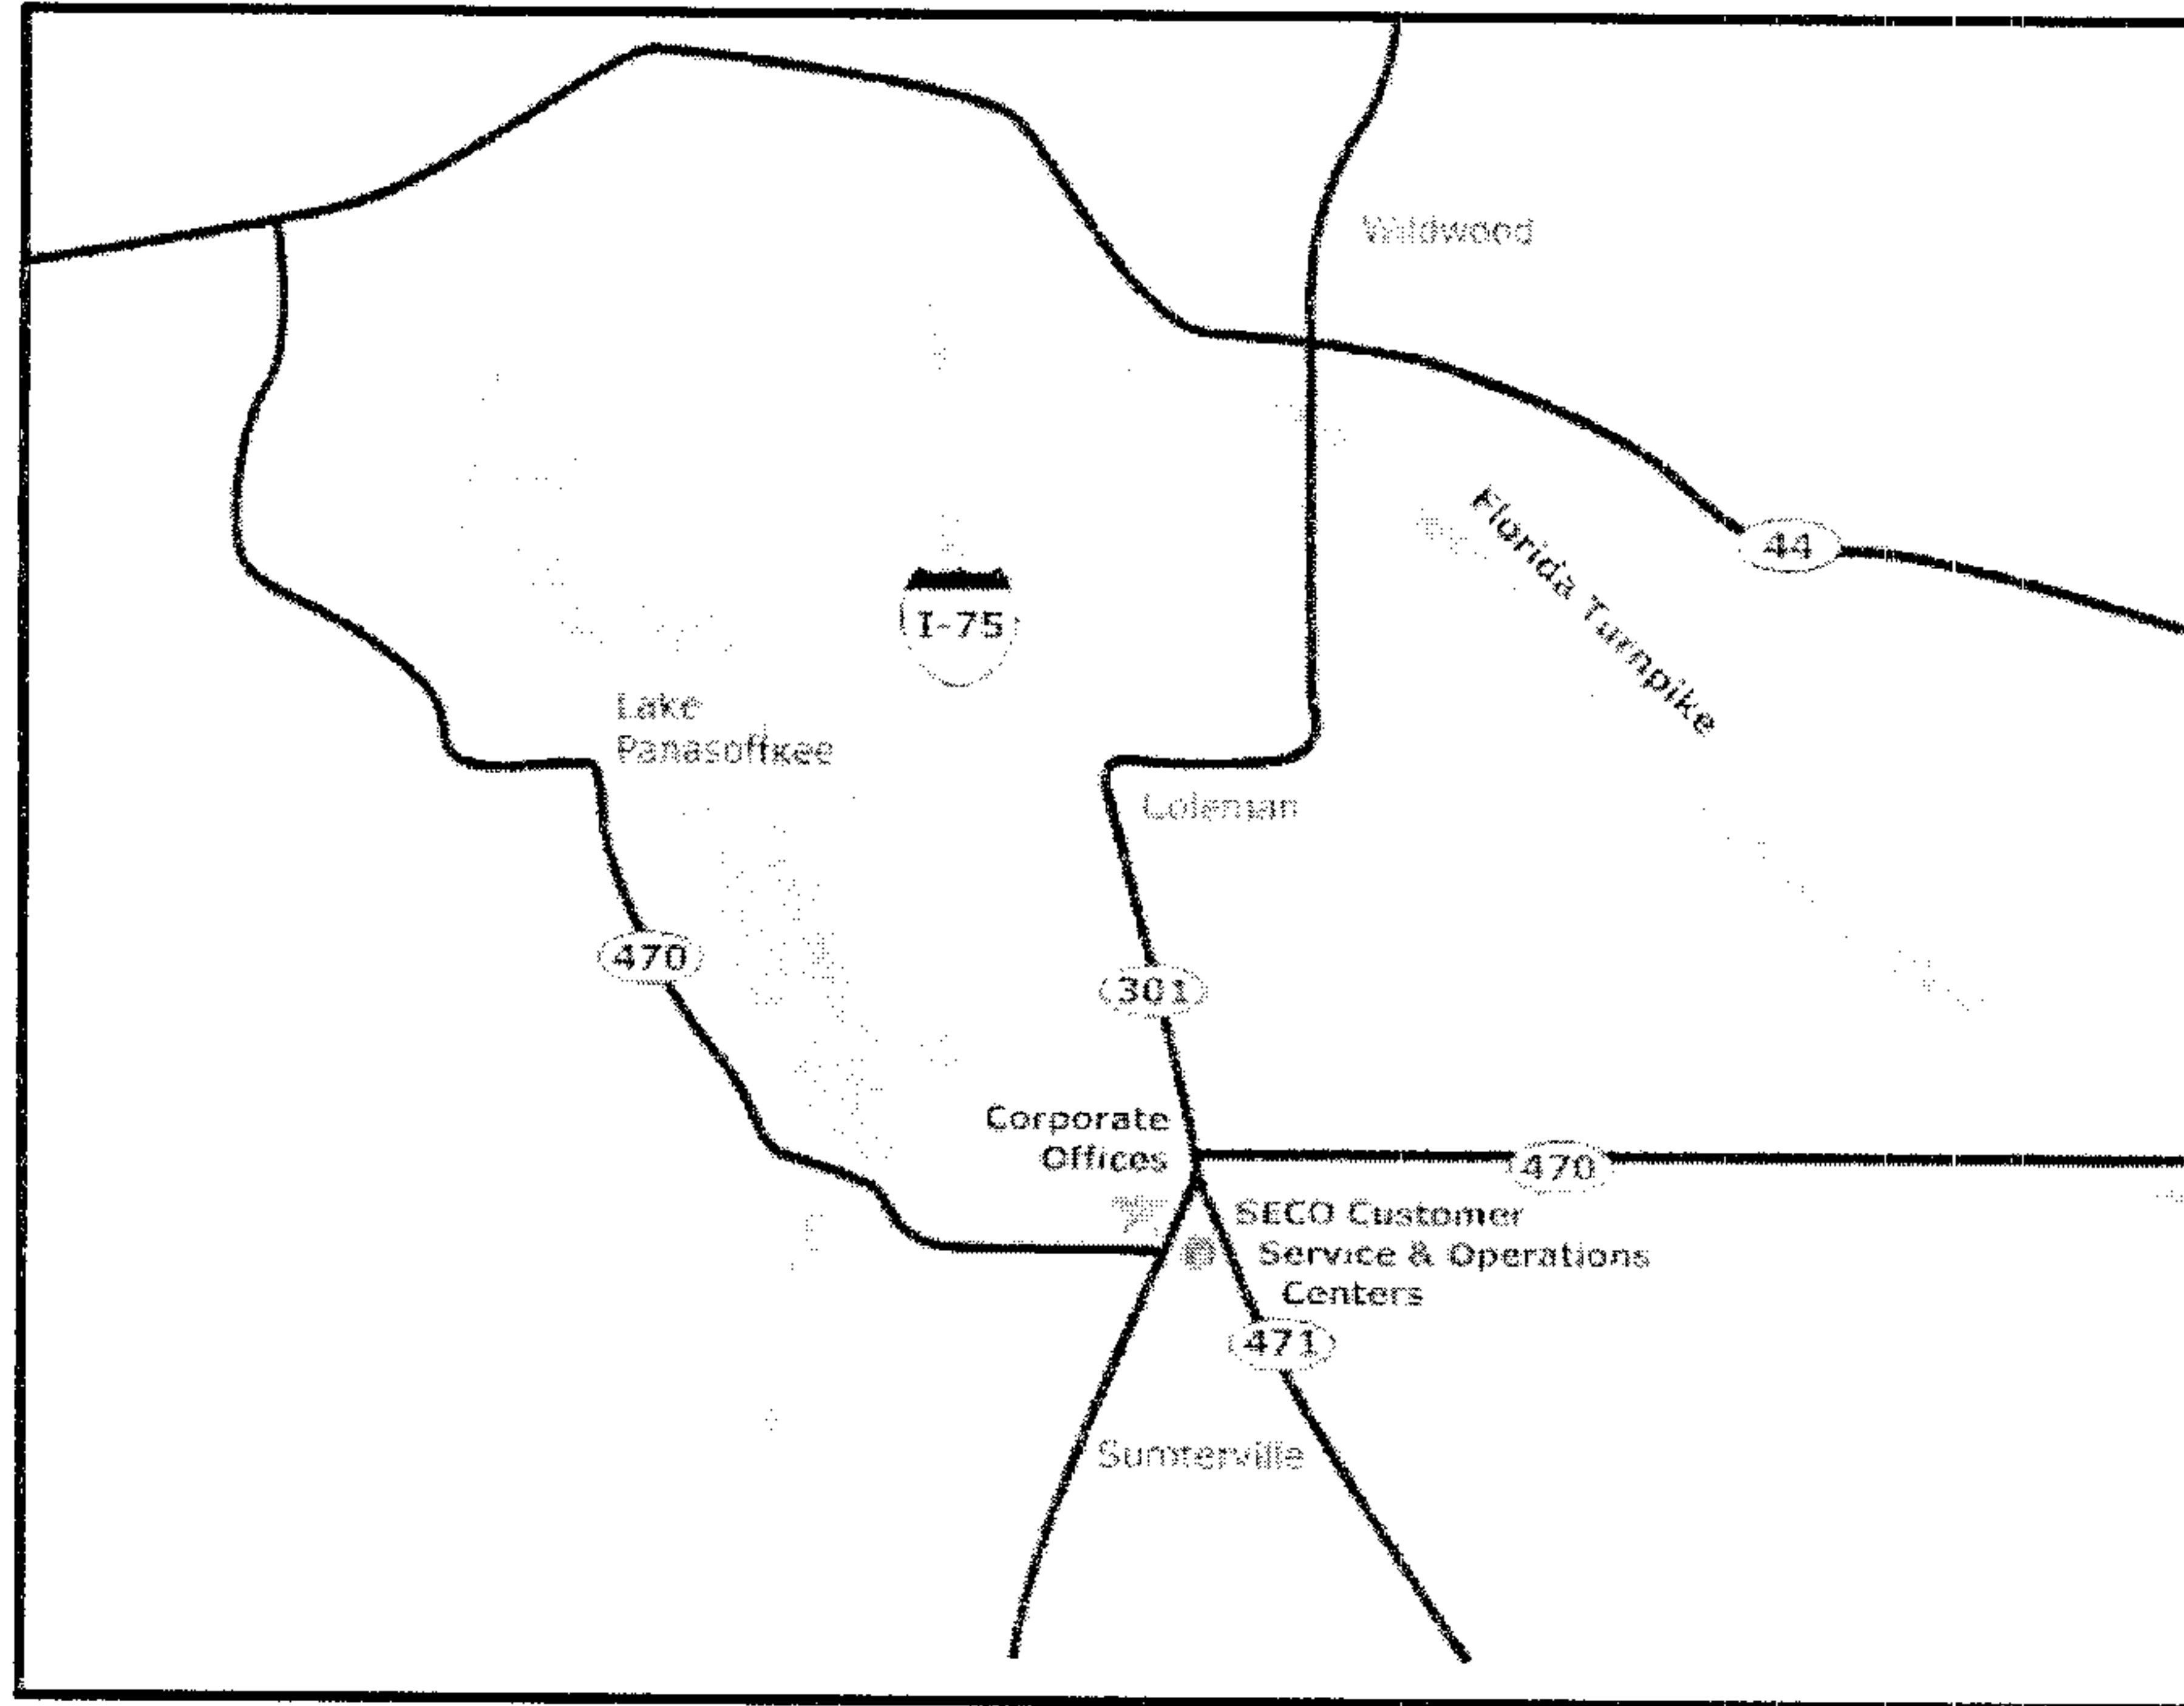 Wildwood
Florida Turnpike
44
I-75
Lake
Panasoffkee
Coleman
470
301
Corporate
Offices
470
SECO Customer
Service & Operations
Centers
471
Sumterville